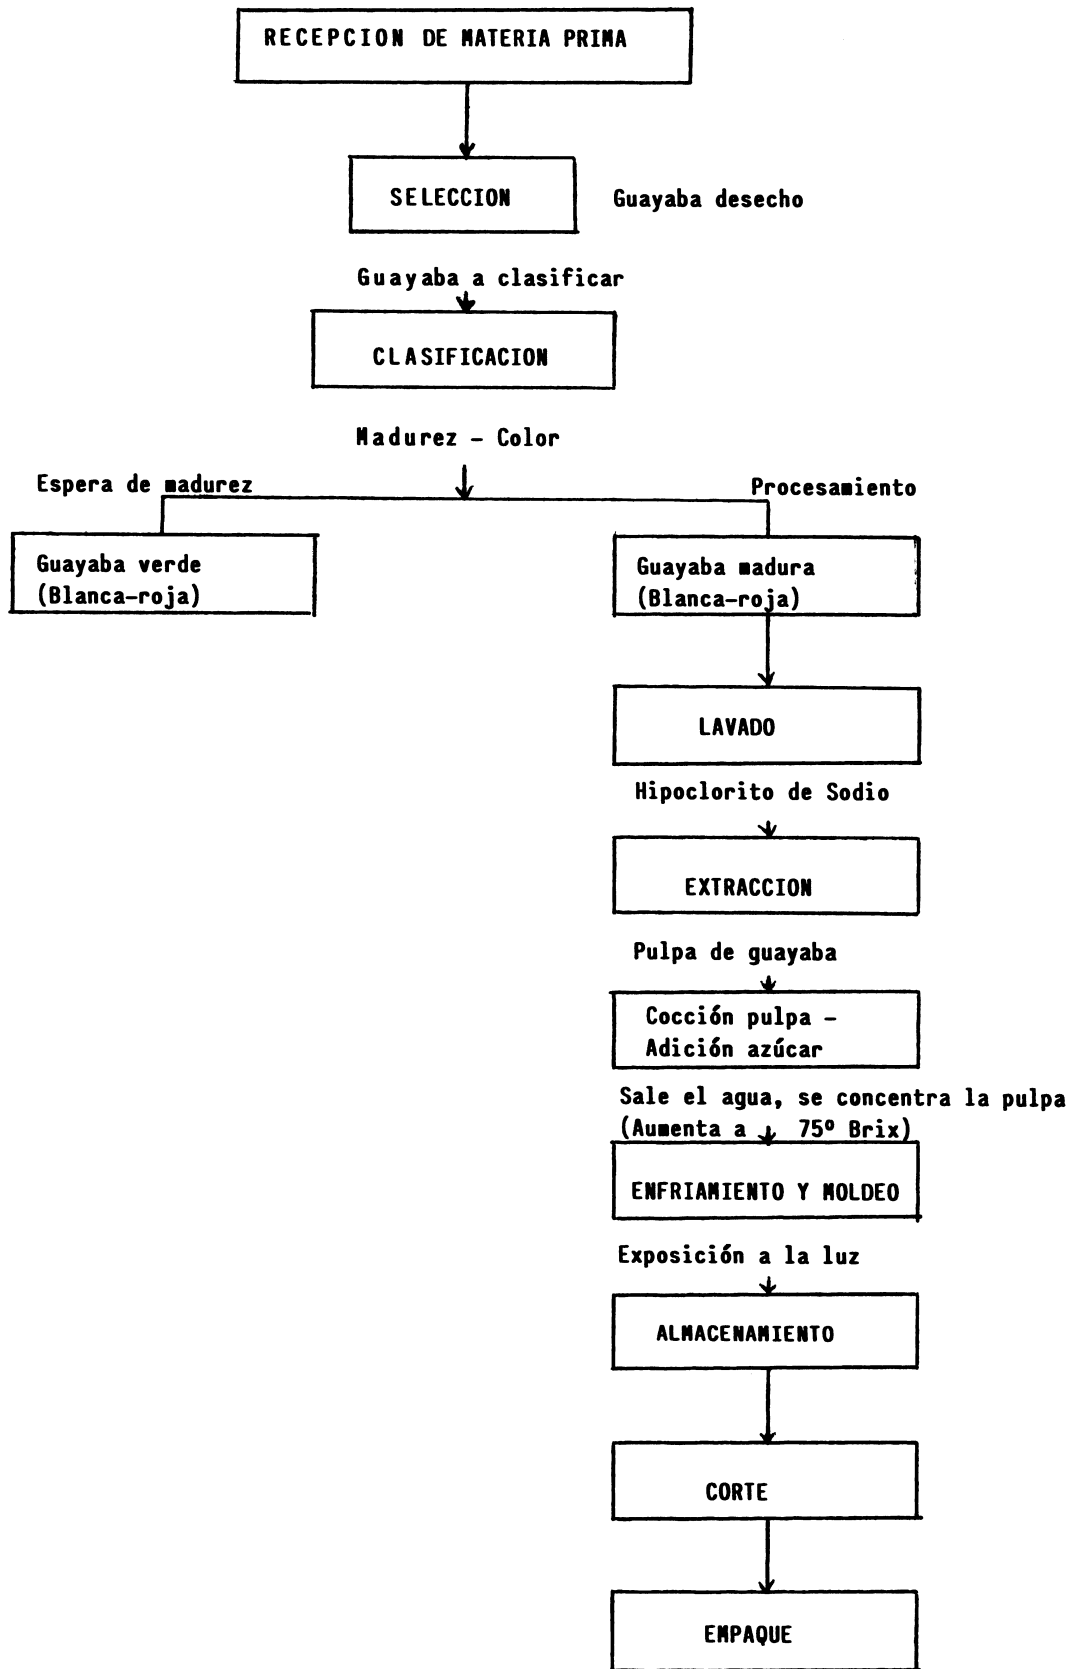 RECEPCION DE MATERIA PRIMA
SELECCION
Guayaba desecho
Guayaba a clasificar
CLASIFICACION
Madurez - Color
Espera de madurez
Procesamiento
Guayaba verde
(Blanca-roja)
Guayaba madura
(Blanca-roja)
LAVADO
Hipoclorito de Sodio
EXTRACCION
Pulpa de guayaba
Cocción pulpa -
Adición azúcar
Sale el agua, se concentra la pulpa
(Aumenta a 75º Brix)
ENFRIAMIENTO Y MOLDEO
Exposición a la luz
ALMACENAMIENTO
CORTE
EMPAQUE